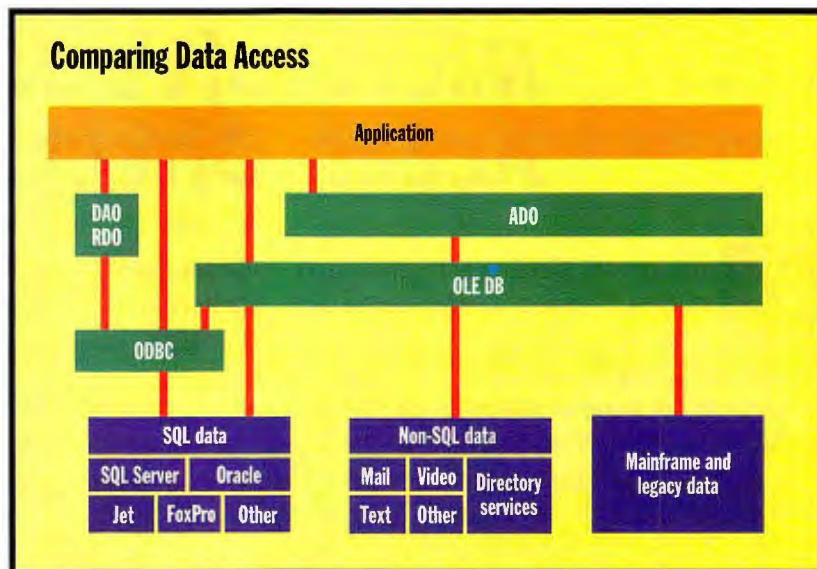 Comparing Data Access
Application
DAO
RDO
ADO
OLE DB
ODBC
SQL data
SQL Server
Oracle
Jet
FoxPro
Other
Non-SQL data
Mail
Video
Directory
services
Text
Other
Mainframe and
legacy data